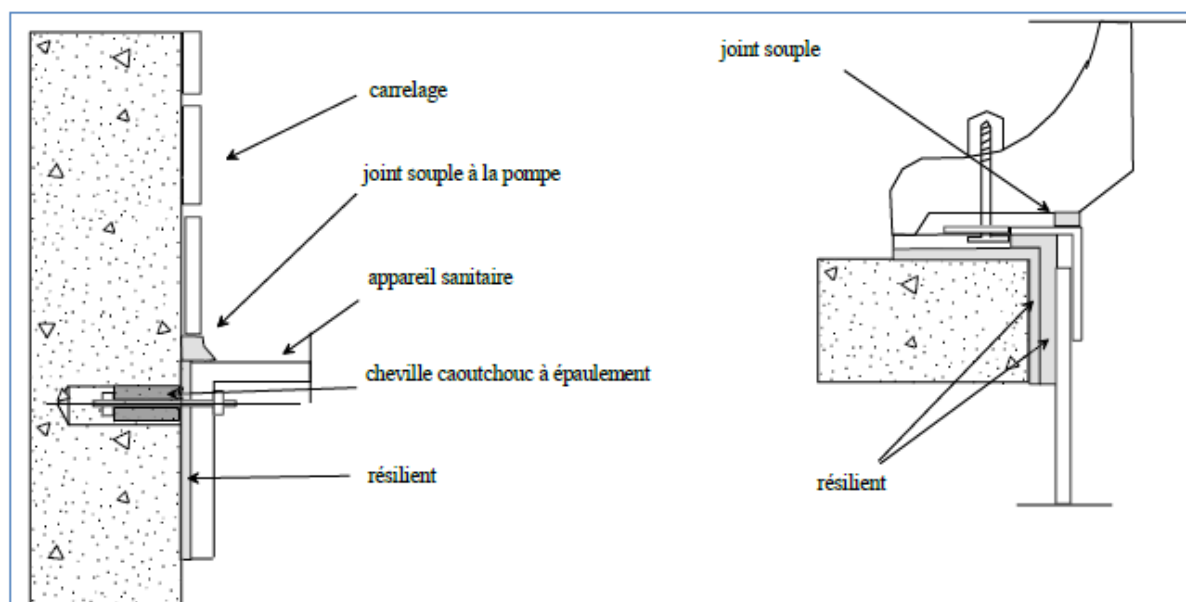 carrelage
joint souple à la pompe
appareil sanitaire
cheville caoutchouc à épaulement
résilient
joint souple
résilient